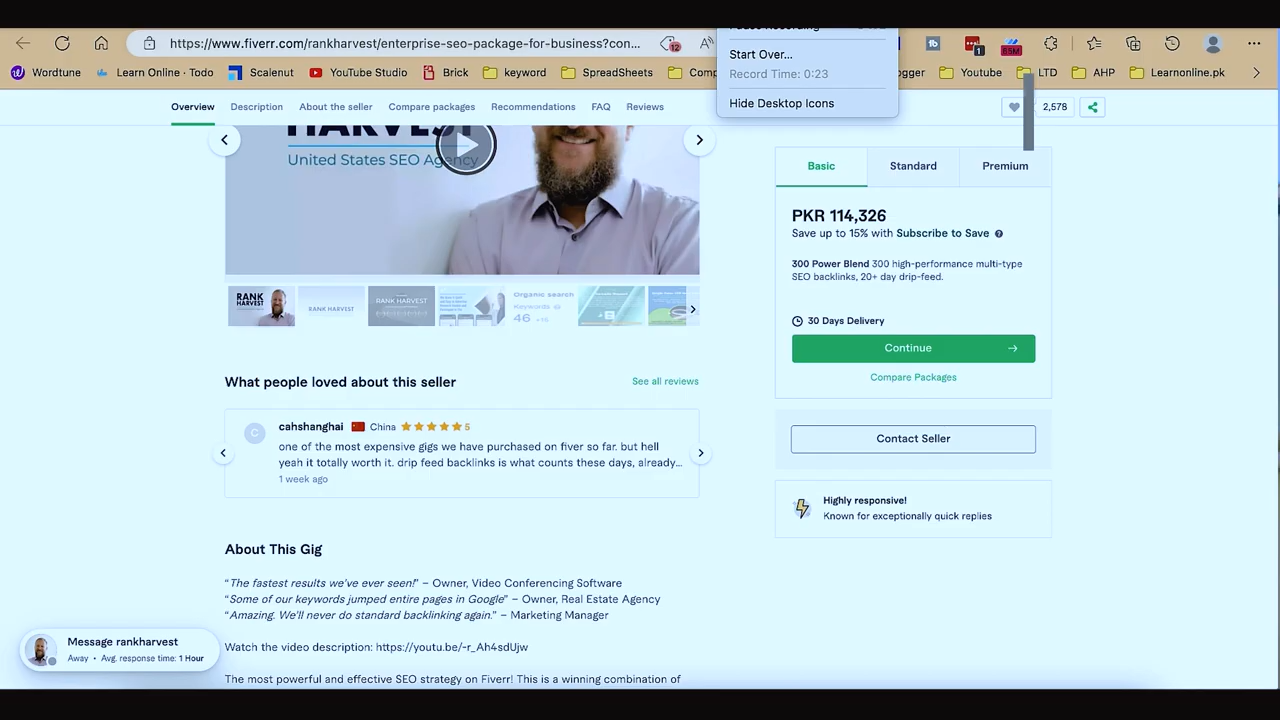 https://www.fiverr.com/rankharvest/enterprise-seo-package-for-business?con...
12
1
85M
Start Over...
Record Time: 0:23
Hide Desktop Icons
Wordtune
Learn Online · Todo
Scalenut
YouTube Studio
Brick
keyword
SpreadSheets
Comp
ogger
Youtube
LTD
AHP
Learnonline.pk
Overview
Description
About the seller
Compare packages
Recommendations
FAQ
Reviews
2,578
HARVEST
United States SEO Agency
Basic
Standard
Premium
PKR 114,326
Save up to 15% with Subscribe to Save
300 Power Blend 300 high-performance multi-type
SEO backlinks, 20+ day drip-feed.
30 Days Delivery
Continue
Compare Packages
Contact Seller
Highly responsive!
Known for exceptionally quick replies
RANK
HARVEST
RANK HARVEST
RANK HARVEST
Organic search
Keywords
46
What people loved about this seller
See all reviews
C
cahshanghai
China
5
one of the most expensive gigs we have purchased on fiver so far. but hell
yeah it totally worth it. drip feed backlinks is what counts these days, already...
1 week ago
About This Gig
"The fastest results we've ever seen!" – Owner, Video Conferencing Software
"Some of our keywords jumped entire pages in Google" – Owner, Real Estate Agency
"Amazing. We'll never do standard backlinking again." – Marketing Manager
Watch the video description: https://youtu.be/-r_Ah4sdUjw
The most powerful and effective SEO strategy on Fiverr! This is a winning combination of
Message rankharvest
Away • Avg. response time: 1 Hour